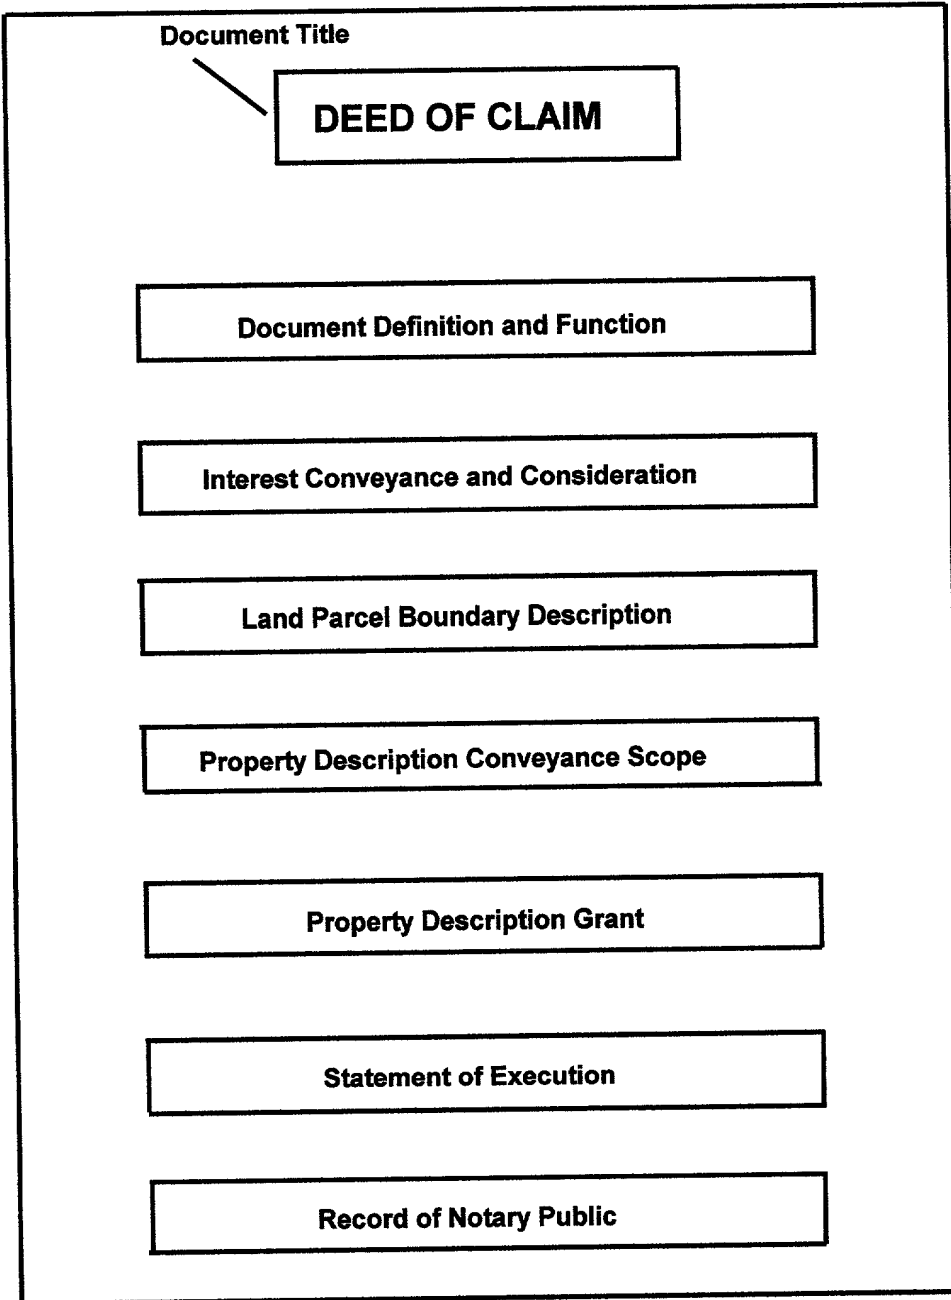 Document Title
DEED OF CLAIM
Document Definition and Function
Interest Conveyance and Consideration
Land Parcel Boundary Description
Property Description Conveyance Scope
Property Description Grant
Statement of Execution
Record of Notary Public